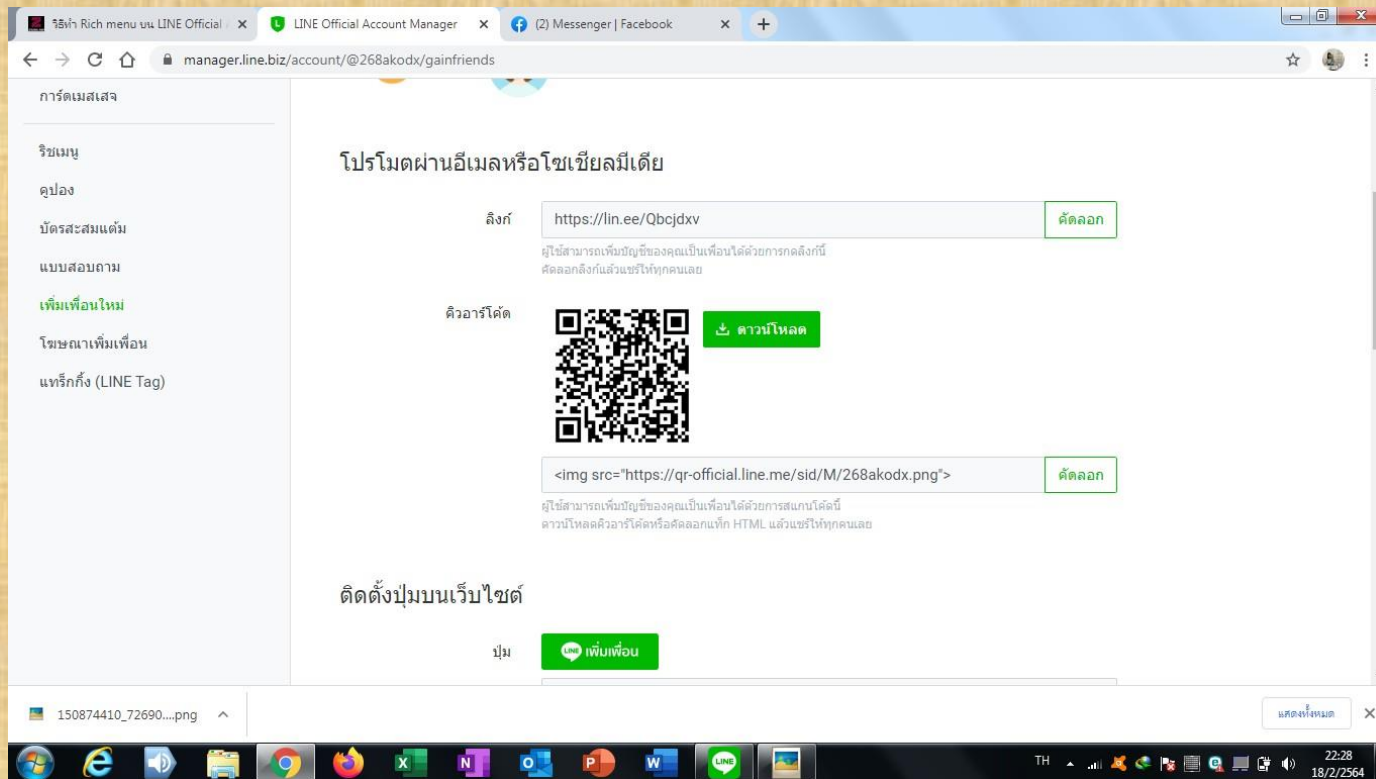 วิธีทำ Rich menu บน LINE Official
LINE Official Account Manager
(2) Messenger | Facebook
manager.line.biz/account/@268akodx/gainfriends
การ์ดเมสเสจ
ริชเมนู
คูปอง
บัตรสะสมแต้ม
แบบสอบถาม
เพิ่มเพื่อนใหม่
โฆษณาเพิ่มเพื่อน
แทร็กกิ้ง (LINE Tag)
โปรโมตผ่านอีเมลหรือโซเชียลมีเดีย
ลิงก์
https://lin.ee/Qbcjdxv
คัดลอก
ผู้ใช้สามารถเพิ่มบัญชีของคุณเป็นเพื่อนได้ด้วยการกดลิงก์นี้
คัดลอกลิงก์แล้วแชร์ให้ทุกคนเลย
คิวอาร์โค้ด
ดาวน์โหลด
<img src="https://qr-official.line.me/sid/M/268akodx.png">
คัดลอก
ผู้ใช้สามารถเพิ่มบัญชีของคุณเป็นเพื่อนได้ด้วยการสแกนโค้ดนี้
ดาวน์โหลดคิวอาร์โค้ดหรือคัดลอกแท็ก HTML แล้วแชร์ให้ทุกคนเลย
ติดตั้งปุ่มบนเว็บไซต์
ปุ่ม
LINE เพิ่มเพื่อน
150874410_72690....png
แสดงทั้งหมด
TH
22:28
18/2/2564